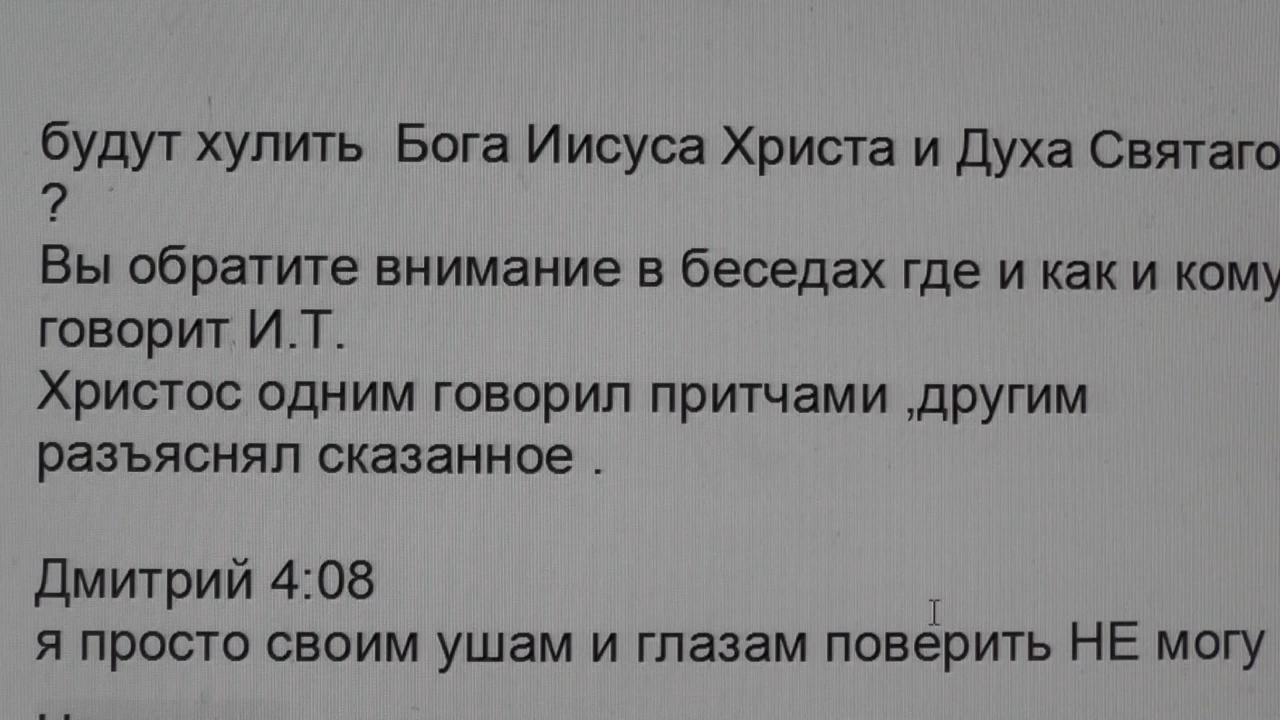 будут хулить Бога Иисуса Христа и Духа Святаго
?
Вы обратите внимание в беседах где и как и кому
говорит И.Т.
Христос одним говорил притчами ,другим
разъяснял сказанное .
Дмитрий 4:08
я просто своим ушам и глазам поверить НЕ могу